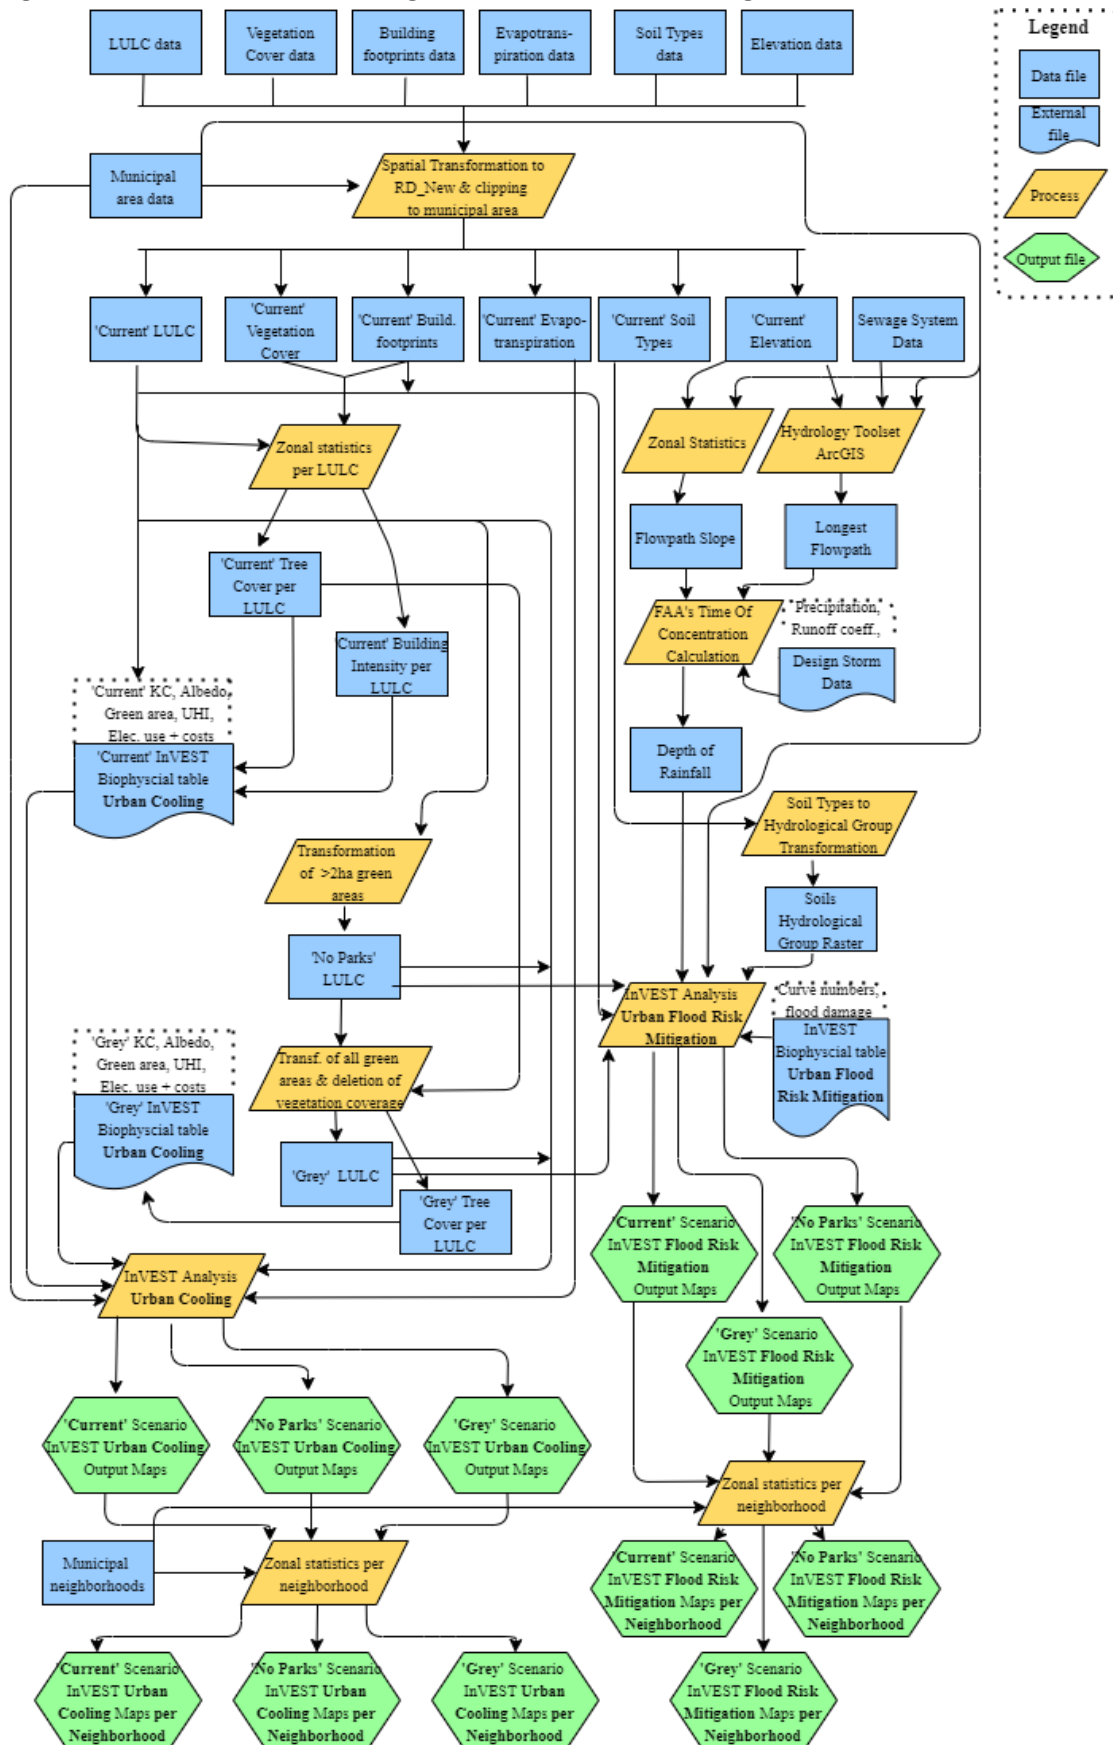 LULC data
Vegetation
Cover data
Building
footprints data
Evapotrans-
piration data
Soil Types
data
Elevation data
Legend
Data file
External
file
Process
Output file
Municipal
area data
Spatial Transformation to
RD_New & clipping
to municipal area
'Current' LULC
'Current'
Vegetation
Cover
'Current' Build.
footprints
'Current' Evapo-
transpiration
'Current' Soil
Types
'Current'
Elevation
Sewage System
Data
Zonal statistics
per LULC
Zonal Statistics
Hydrology Toolset
ArcGIS
Flowpath Slope
Longest
Flowpath
'Current' Tree
Cover per
LULC
'Current' Building
Intensity per
LULC
FAA's Time Of
Concentration
Calculation
Precipitation,
Runoff coeff.,
Design Storm
Data
'Current' KC, Albedo,
Green area, UHI,
Elec. use + costs
'Current' InVEST
Biophyscial table
Urban Cooling
Depth of
Rainfall
Soil Types to
Hydrological Group
Transformation
Transformation
of >2ha green
areas
Soils
Hydrological
Group Raster
'No Parks'
LULC
InVEST Analysis
Urban Flood Risk
Mitigation
Curve numbers,
flood damage
InVEST
Biophyscial table
Urban Flood
Risk Mitigation
'Grey' KC, Albedo,
Green area, UHI,
Elec. use + costs
'Grey' InVEST
Biophyscial table
Urban Cooling
Transf. of all green
areas & deletion of
vegetation coverage
'Grey' LULC
'Grey' Tree
Cover per
LULC
'Current' Scenario
InVEST Flood Risk
Mitigation
Output Maps
'No Parks' Scenario
InVEST Flood Risk
Mitigation
Output Maps
InVEST Analysis
Urban Cooling
'Grey' Scenario
InVEST Flood Risk
Mitigation
Output Maps
'Current' Scenario
InVEST Urban Cooling
Output Maps
'No Parks' Scenario
InVEST Urban Cooling
Output Maps
'Grey' Scenario
InVEST Urban Cooling
Output Maps
Zonal statistics per
neighborhood
Municipal
neighborhoods
Zonal statistics per
neighborhood
'Current' Scenario
InVEST Flood Risk
Mitigation Maps per
Neighborhood
'No Parks' Scenario
InVEST Flood Risk
Mitigation Maps per
Neighborhood
'Current' Scenario
InVEST Urban
Cooling Maps per
Neighborhood
'No Parks' Scenario
InVEST Urban
Cooling Maps per
Neighborhood
'Grey' Scenario
InVEST Urban
Cooling Maps per
Neighborhood
'Grey' Scenario
InVEST Flood Risk
Mitigation Maps per
Neighborhood